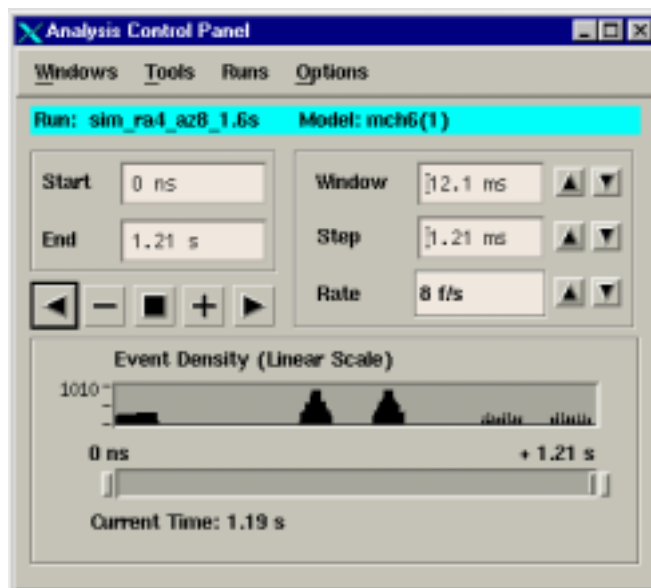 Analysis Control Panel
Windows Tools Runs Options
Run: sim_ra4_az8_1.6s Model: mch6(1)
Start 0 ns
End 1.21 s
Window 12.1 ms
Step 1.21 ms
Rate 8 f/s
Event Density (Linear Scale)
1010
0 ns + 1.21 s
Current Time: 1.19 s